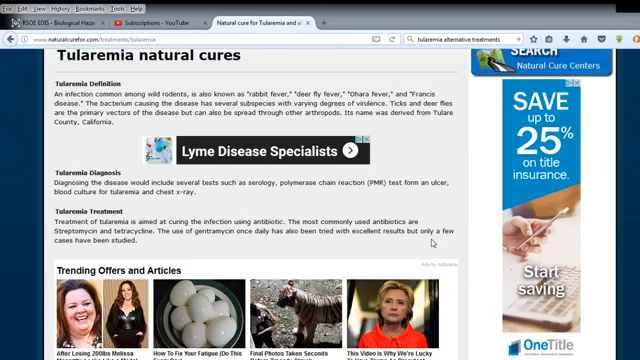 File Edit View History Bookmarks Tools Help
RSOE EDIS - Biological Haza
Subscriptions - YouTube
Natural cure for Tularemia and al
www.naturalcurefor.com/treatments/tularemia
tularemia alternative treatments
Tularemia natural cures
SEARCH
Natural Cure Centers
Tularemia Definition
An infection common among wild rodents, is also known as "rabbit fever," "deer fly fever," "Ohara fever," and "Francis
disease." The bacterium causing the disease has several subspecies with varying degrees of virulence. Ticks and deer flies
are the primary vectors of the disease but can also be spread through other arthropods. Its name was derived from Tulare
County, California.
Lyme Disease Specialists
Tularemia Diagnosis
Diagnosing the disease would include several tests such as serology, polymerase chain reaction (PMR) test form an ulcer,
blood culture for tularemia and chest x-ray.
Tularemia Treatment
Treatment of tularemia is aimed at curing the infection using antibiotic. The most commonly used antibiotics are
Streptomycin and tetracycline. The use of gentramycin once daily has also been tried with excellent results but only a few
cases have been studied.
Ads by Adblade
Trending Offers and Articles
After Losing 200lbs Melissa
How To Fix Your Fatigue (Do This
Final Photos Taken Seconds
This Video Is Why We're Lucky
SAVE
up to
25%
on title
insurance.
Start
saving
OneTitle